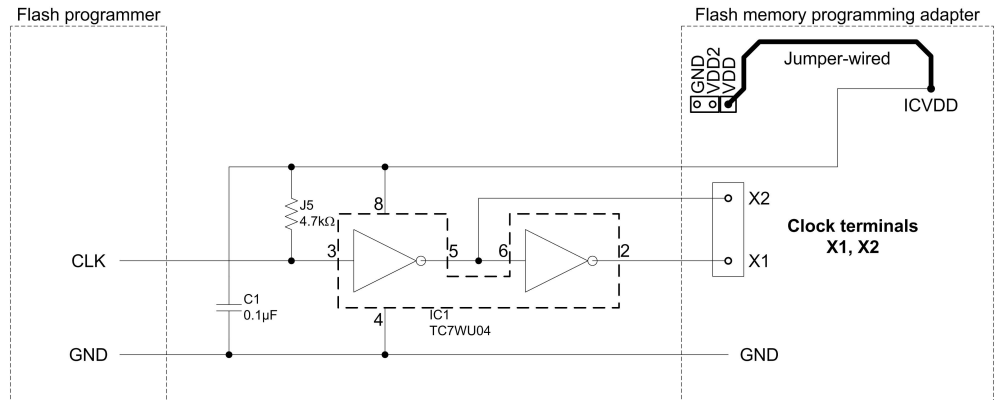 Flash programmer
Flash memory programming adapter
GND
VDD2
VDD
Jumper-wired
ICVDD
J5
4.7kΩ
8
X2
Clock terminals
X1, X2
CLK
3
5
6
2
X1
C1
0.1µF
4
IC1
TC7WU04
GND
GND